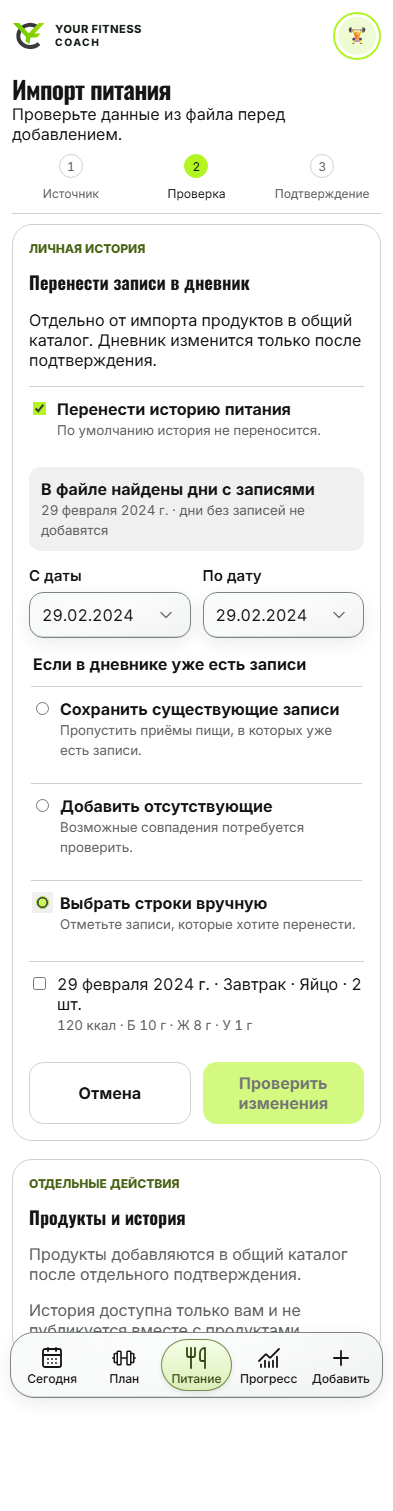 YOUR FITNESS
COACH
Импорт питания
Проверьте данные из файла перед
добавлением.
1
2
3
Источник
Проверка
Подтверждение
ЛИЧНАЯ ИСТОРИЯ
Перенести записи в дневник
Отдельно от импорта продуктов в общий
каталог. Дневник изменится только после
подтверждения.
Перенести историю питания
По умолчанию история не переносится.
В файле найдены дни с записями
29 февраля 2024 г. · дни без записей не
добавятся
С даты
По дату
29.02.2024
29.02.2024
Если в дневнике уже есть записи
Сохранить существующие записи
Пропустить приёмы пищи, в которых уже
есть записи.
Добавить отсутствующие
Возможные совпадения потребуется
проверить.
Выбрать строки вручную
Отметьте записи, которые хотите перенести.
29 февраля 2024 г. · Завтрак · Яйцо · 2
шт.
120 ккал · Б 10 г · Ж 8 г · У 1 г
Отмена
Проверить
изменения
ОТДЕЛЬНЫЕ ДЕЙСТВИЯ
Продукты и история
Продукты добавляются в общий каталог
после отдельного подтверждения.
История доступна только вам и не
публикуется вместе с продуктами.
Сегодня
План
Питание
Прогресс
Добавить